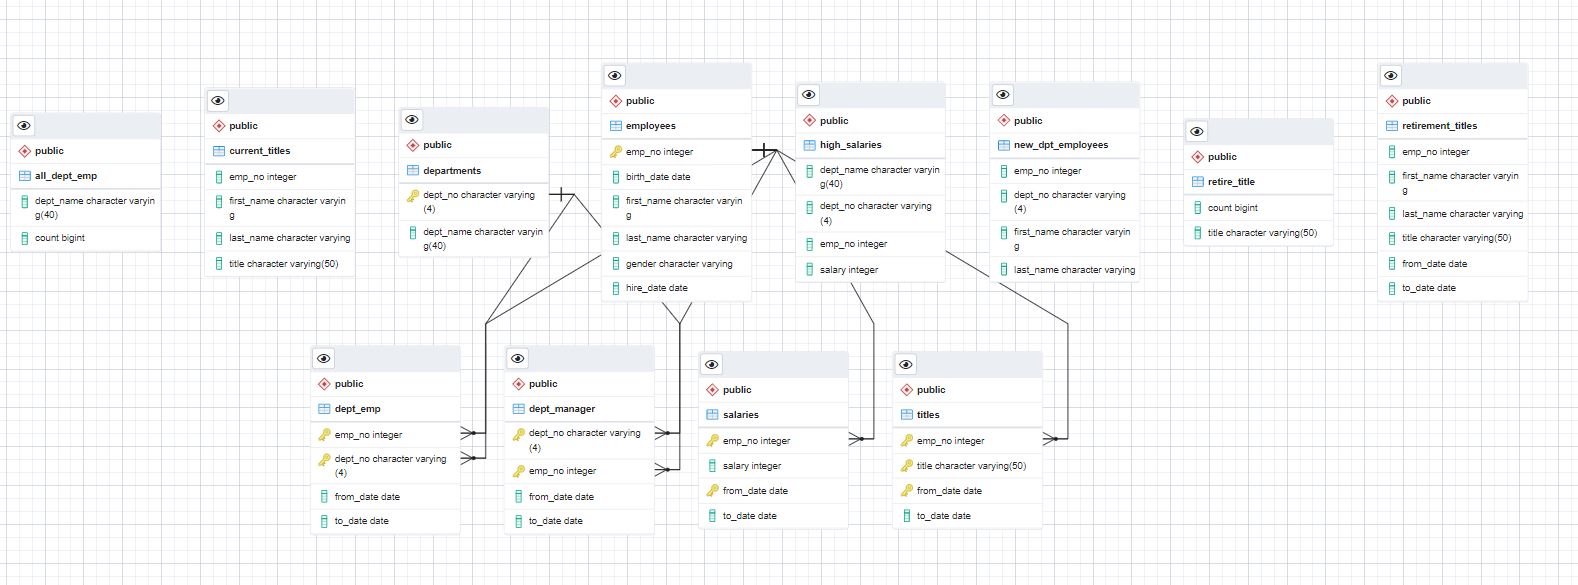 public
all_dept_emp
dept_name character varyin
g(40)
count bigint
public
current_titles
emp_no integer
first_name character varyin
g
last_name character varying
title character varying(50)
public
departments
dept_no character varying
(4)
dept_name character varyin
g(40)
public
employees
emp_no integer
birth_date date
first_name character varyin
g
last_name character varying
gender character varying
hire_date date
public
high_salaries
dept_name character varyin
g(40)
dept_no character varying
(4)
emp_no integer
salary integer
public
new_dpt_employees
emp_no integer
dept_no character varying
(4)
first_name character varyin
g
last_name character varying
public
retire_title
count bigint
title character varying(50)
public
retirement_titles
emp_no integer
first_name character varyin
g
last_name character varying
title character varying(50)
from_date date
to_date date
public
dept_emp
emp_no integer
dept_no character varying
(4)
from_date date
to_date date
public
dept_manager
dept_no character varying
(4)
emp_no integer
from_date date
to_date date
public
salaries
emp_no integer
salary integer
from_date date
to_date date
public
titles
emp_no integer
title character varying(50)
from_date date
to_date date